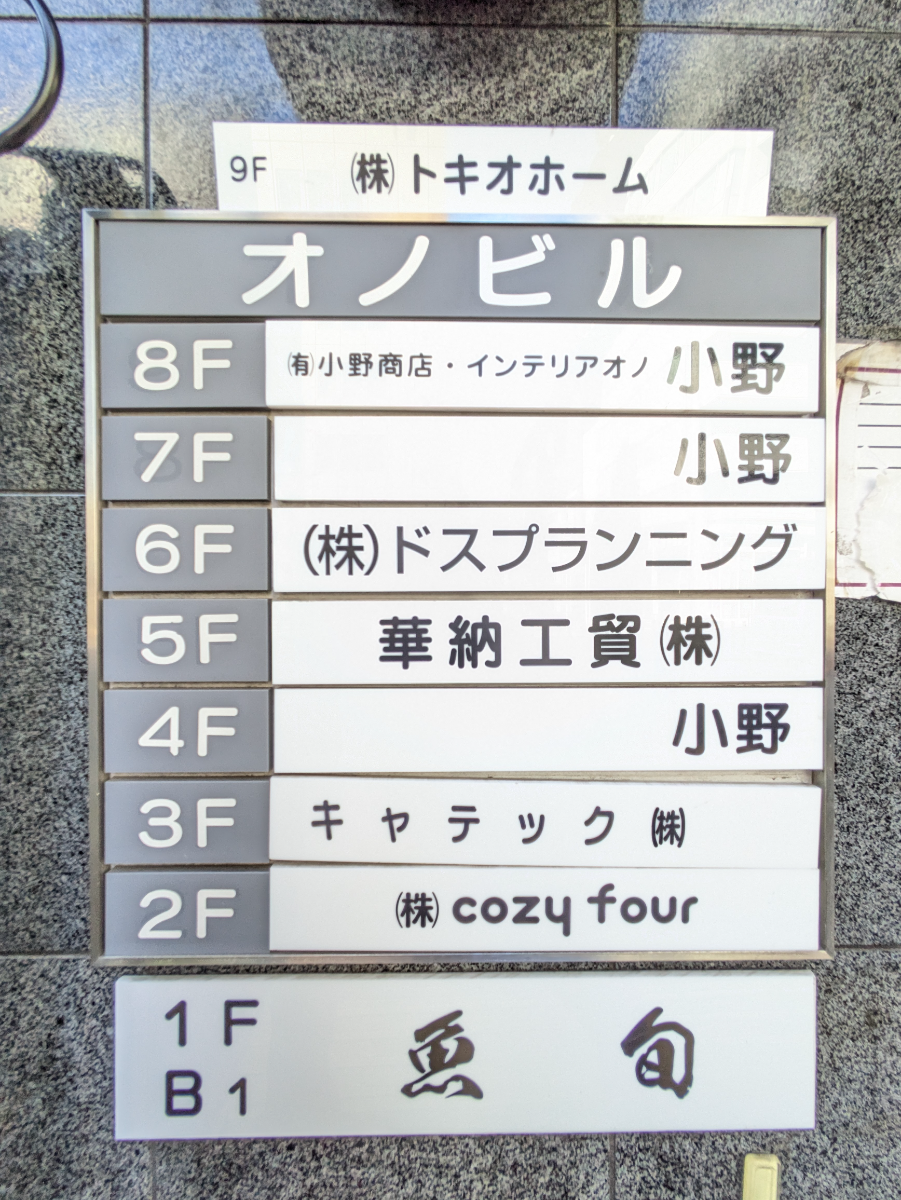 9F ㈱トキオホーム
オノビル
8F ㈲小野商店・インテリアオノ 小野
7F 小野
6F (株)ドスプランニング
5F 華納工貿㈱
4F 小野
3F キャテック㈱
2F ㈱cozy four
1F
B1 魚旬